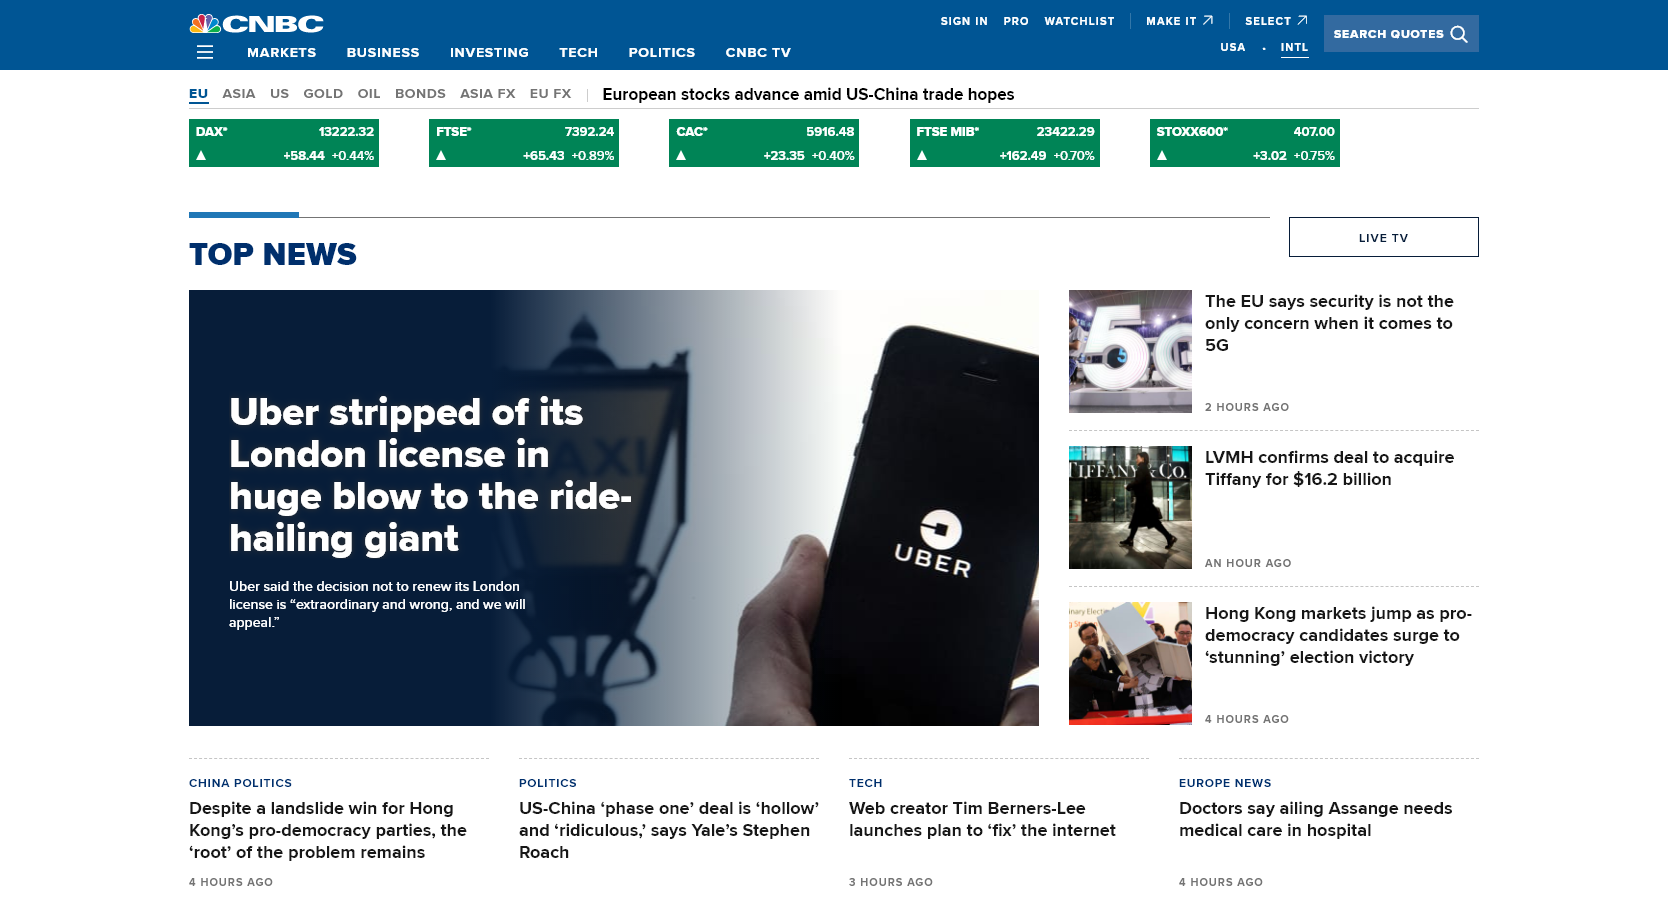 CNBC
SIGN IN PRO WATCHLIST MAKE IT SELECT
SEARCH QUOTES
USA · INTL
MARKETS BUSINESS INVESTING TECH POLITICS CNBC TV
EU ASIA US GOLD OIL BONDS ASIA FX EU FX
European stocks advance amid US-China trade hopes
DAX* 13222.32
+58.44 +0.44%
FTSE* 7392.24
+65.43 +0.89%
CAC* 5916.48
+23.35 +0.40%
FTSE MIB* 23422.29
+162.49 +0.70%
STOXX600* 407.00
+3.02 +0.75%
LIVE TV
TOP NEWS
Uber stripped of its
London license in
huge blow to the ride-
hailing giant
Uber said the decision not to renew its London
license is “extraordinary and wrong, and we will
appeal.”
TAXI
UBER
5G
The EU says security is not the
only concern when it comes to
5G
2 HOURS AGO
TIFFANY & CO.
LVMH confirms deal to acquire
Tiffany for $16.2 billion
AN HOUR AGO
Hong Kong markets jump as pro-
democracy candidates surge to
‘stunning’ election victory
4 HOURS AGO
CHINA POLITICS
Despite a landslide win for Hong
Kong’s pro-democracy parties, the
‘root’ of the problem remains
4 HOURS AGO
POLITICS
US-China ‘phase one’ deal is ‘hollow’
and ‘ridiculous,’ says Yale’s Stephen
Roach
TECH
Web creator Tim Berners-Lee
launches plan to ‘fix’ the internet
3 HOURS AGO
EUROPE NEWS
Doctors say ailing Assange needs
medical care in hospital
4 HOURS AGO